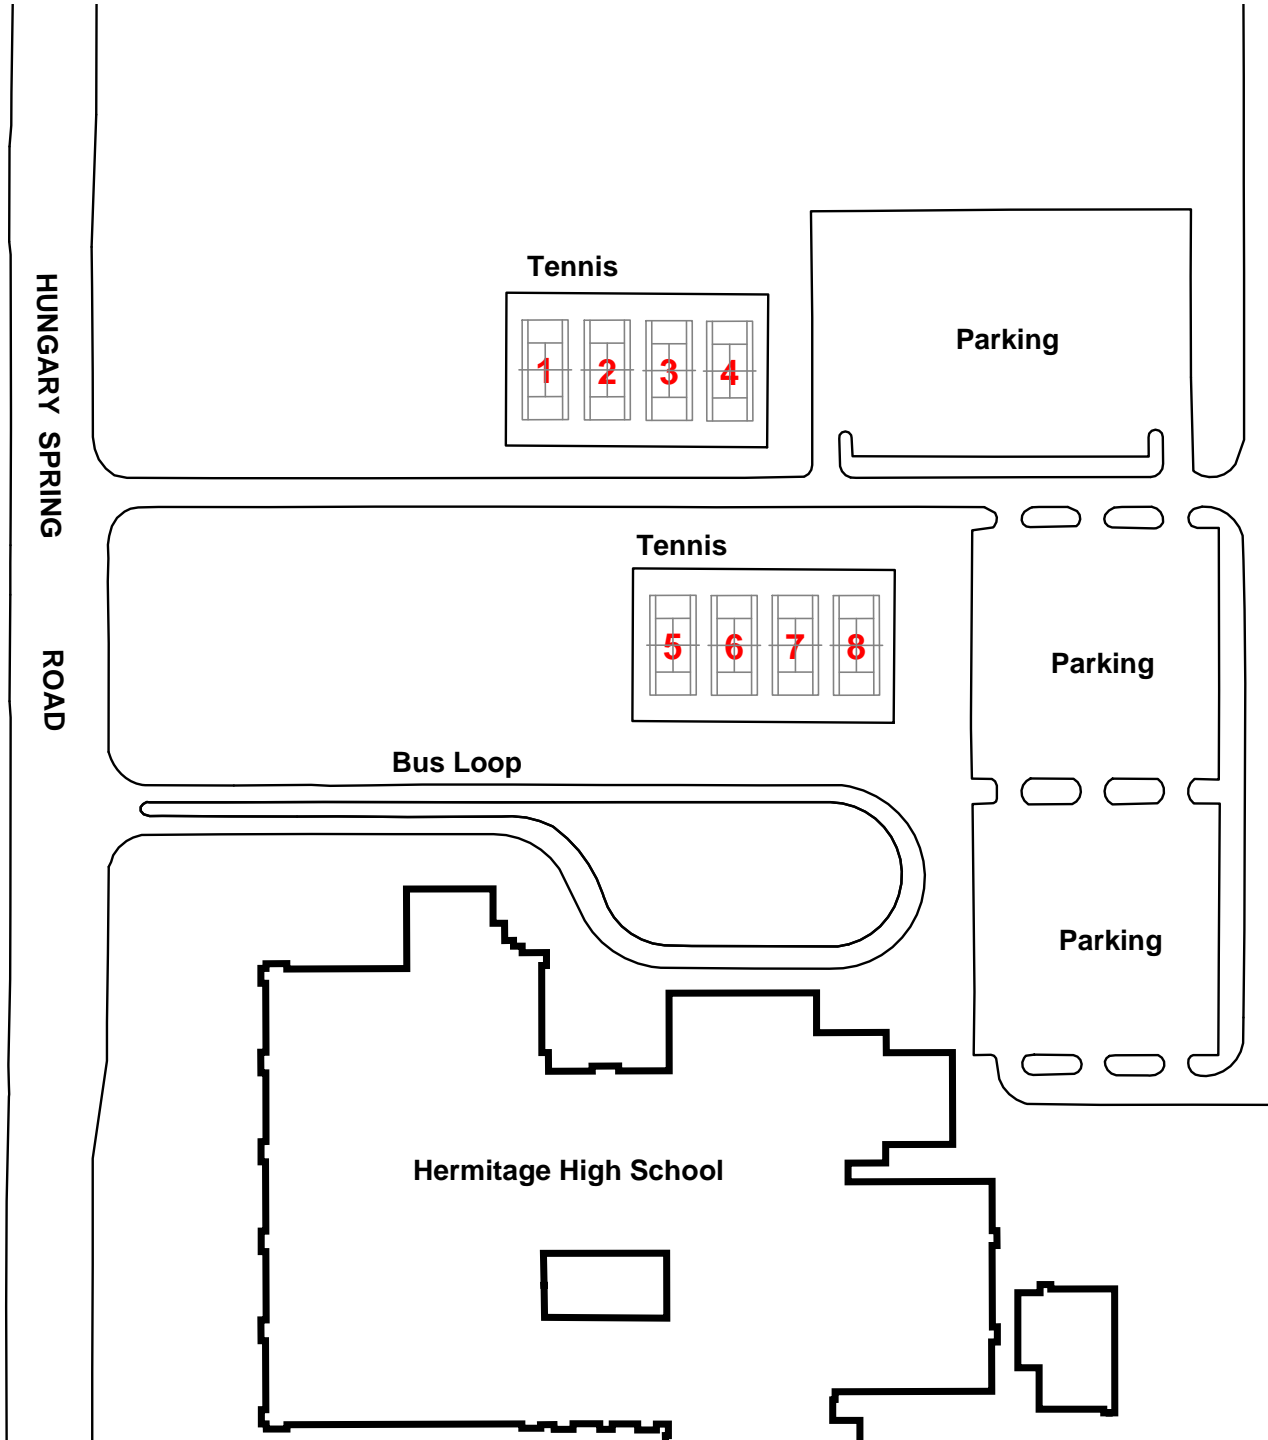 Tennis
HUNGARY SPRING ROAD
Parking
1 2 3 4
Tennis
5 6 7 8
Parking
Bus Loop
Parking
Hermitage High School